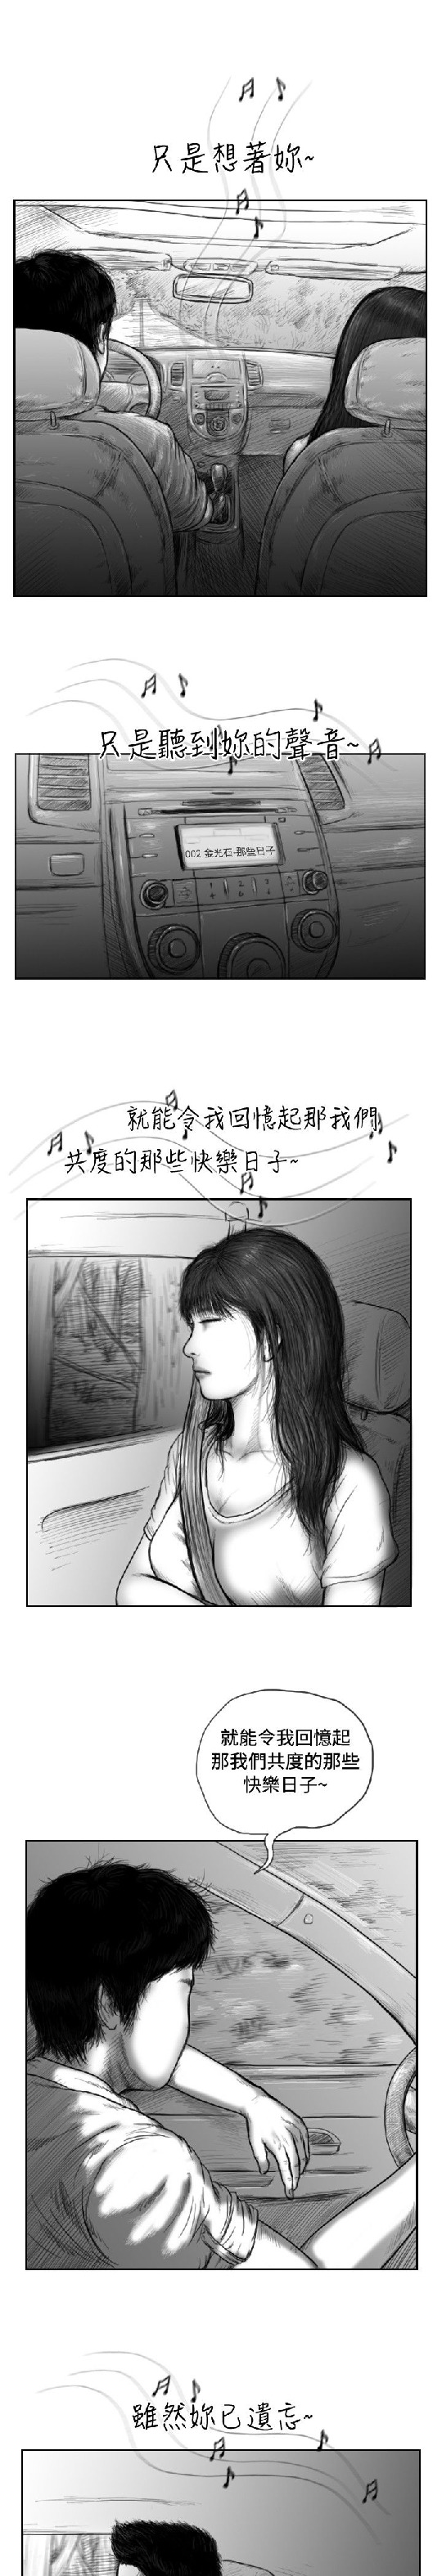 只是想著妳~
只是聽到妳的聲音~
002 金光石-那些日子
就能令我回憶起那我們
共度的那些快樂日子~
就能令我回憶起
那我們共度的那些
快樂日子~
雖然妳已遺忘~